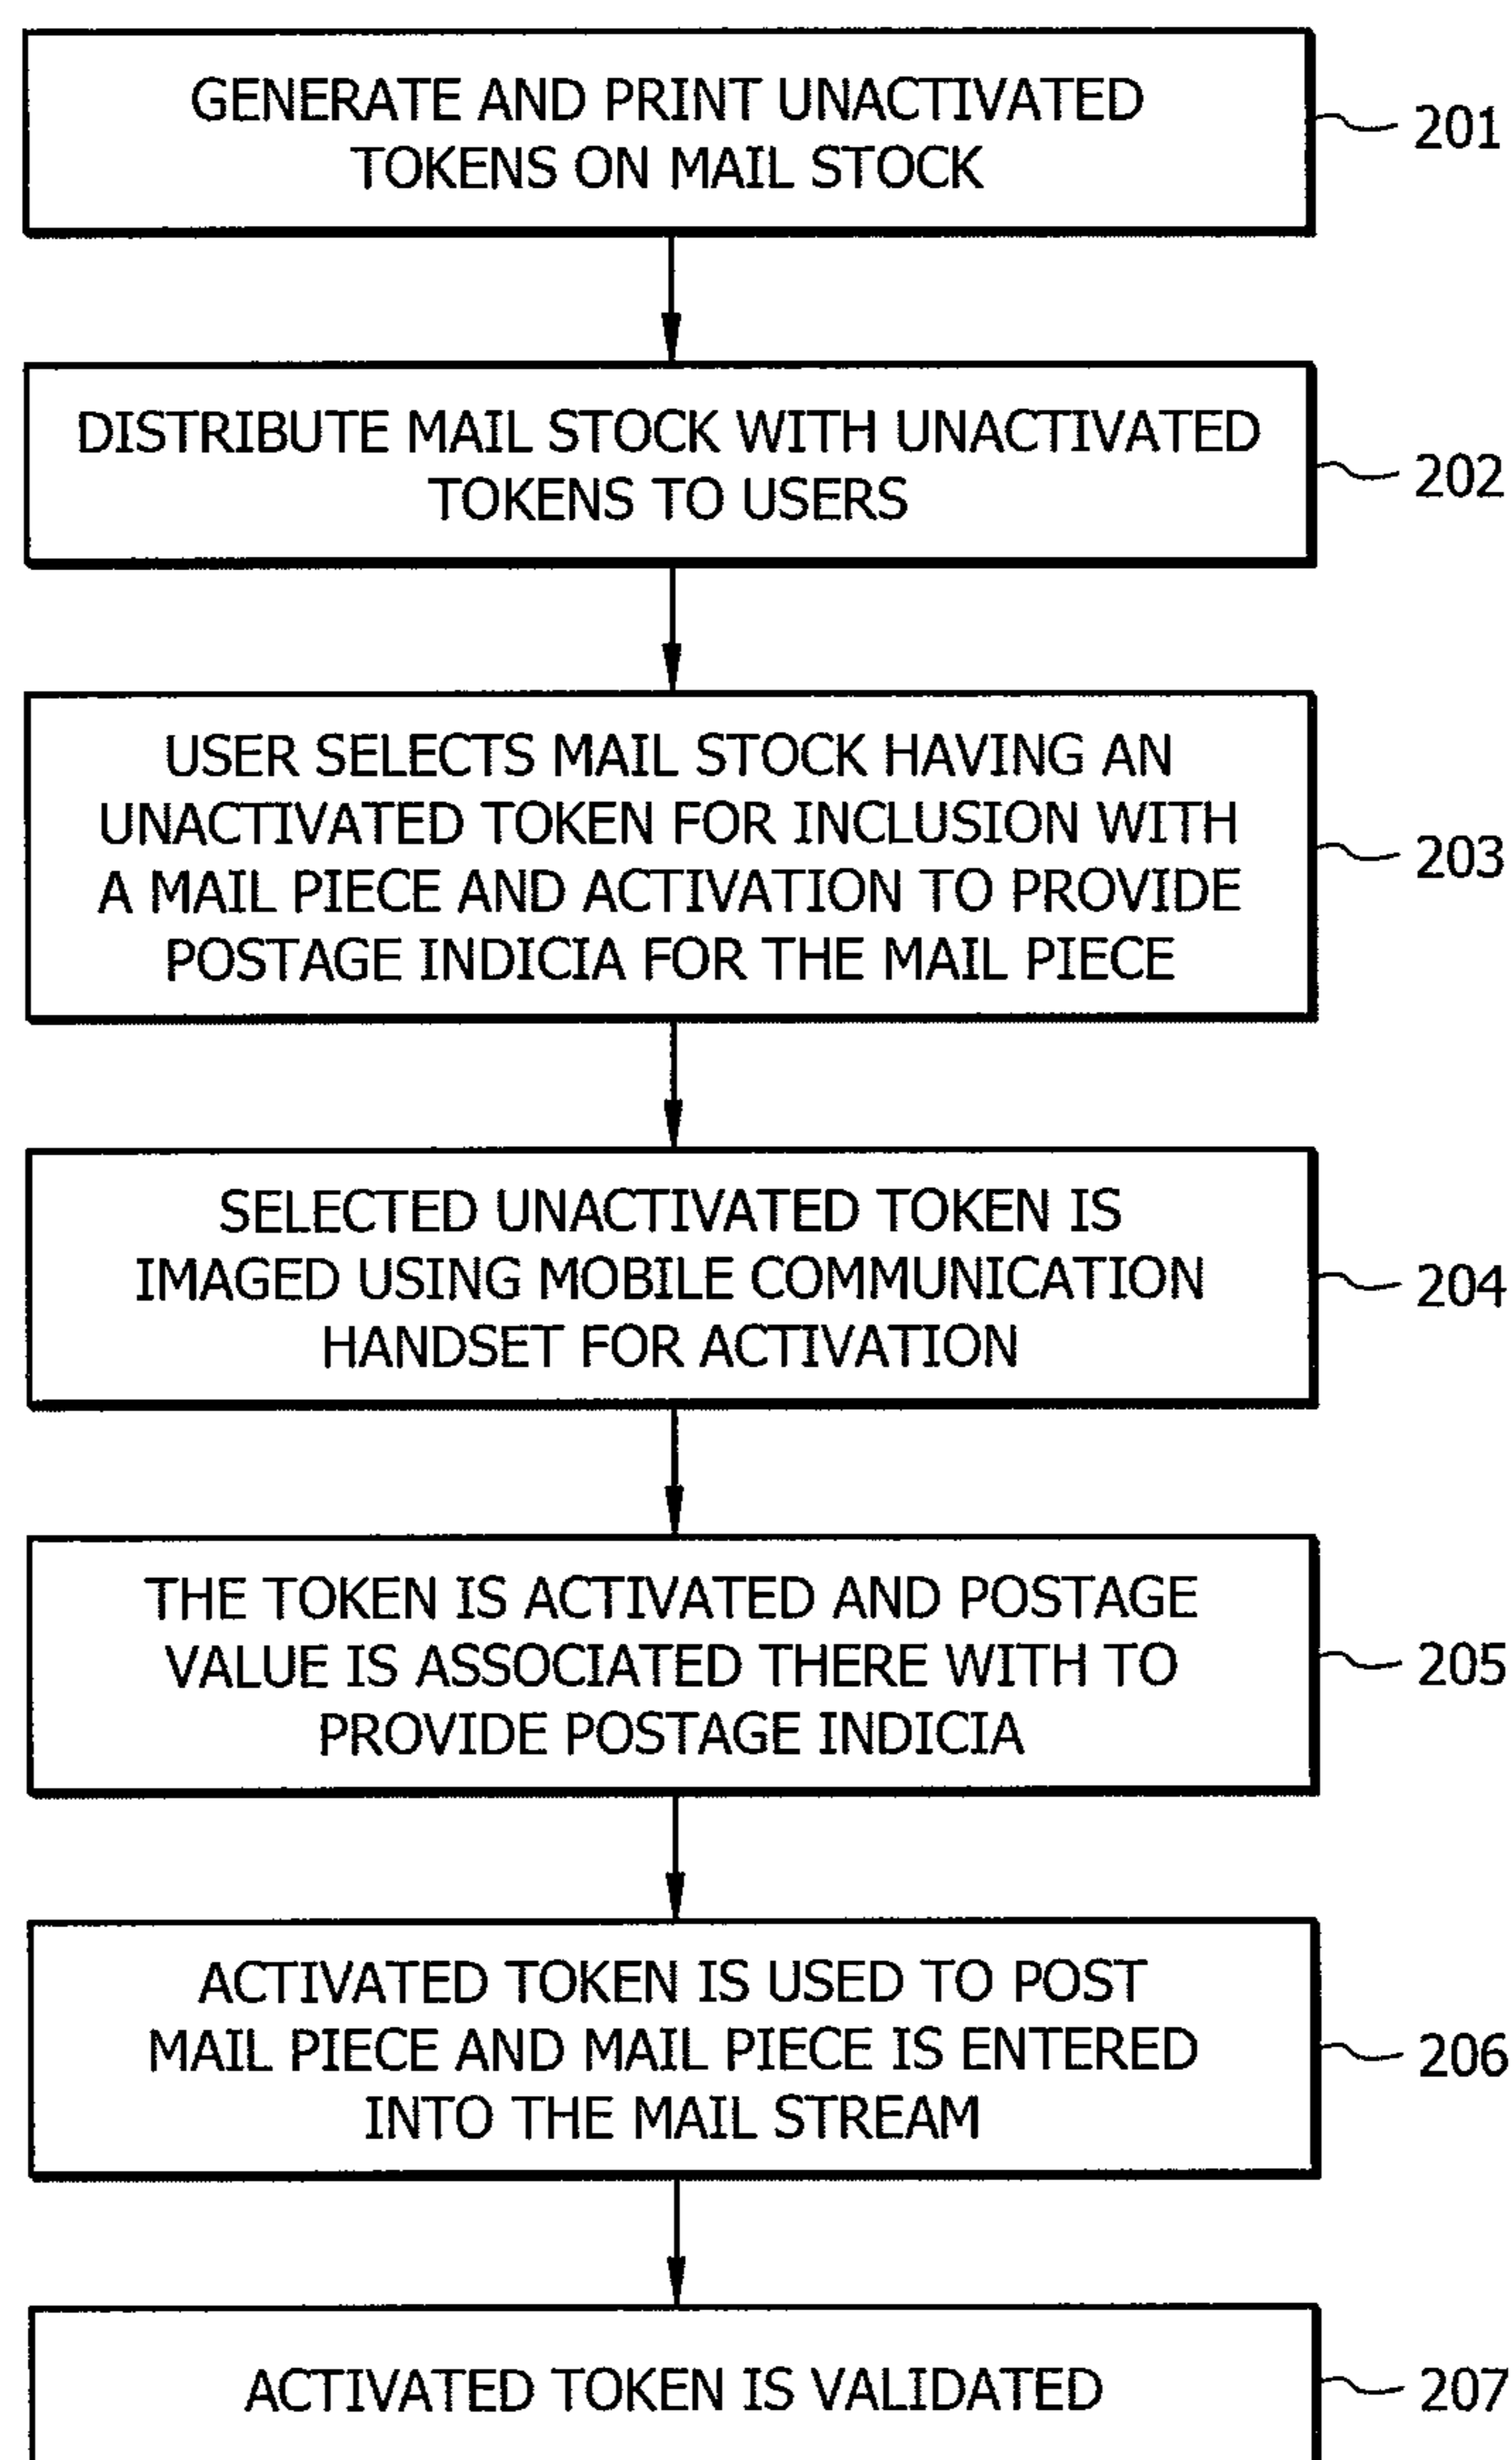 GENERATE AND PRINT UNACTIVATED
TOKENS ON MAIL STOCK
201
DISTRIBUTE MAIL STOCK WITH UNACTIVATED
TOKENS TO USERS
202
USER SELECTS MAIL STOCK HAVING AN
UNACTIVATED TOKEN FOR INCLUSION WITH
A MAIL PIECE AND ACTIVATION TO PROVIDE
POSTAGE INDICIA FOR THE MAIL PIECE
203
SELECTED UNACTIVATED TOKEN IS
IMAGED USING MOBILE COMMUNICATION
HANDSET FOR ACTIVATION
204
THE TOKEN IS ACTIVATED AND POSTAGE
VALUE IS ASSOCIATED THERE WITH TO
PROVIDE POSTAGE INDICIA
205
ACTIVATED TOKEN IS USED TO POST
MAIL PIECE AND MAIL PIECE IS ENTERED
INTO THE MAIL STREAM
206
ACTIVATED TOKEN IS VALIDATED
207